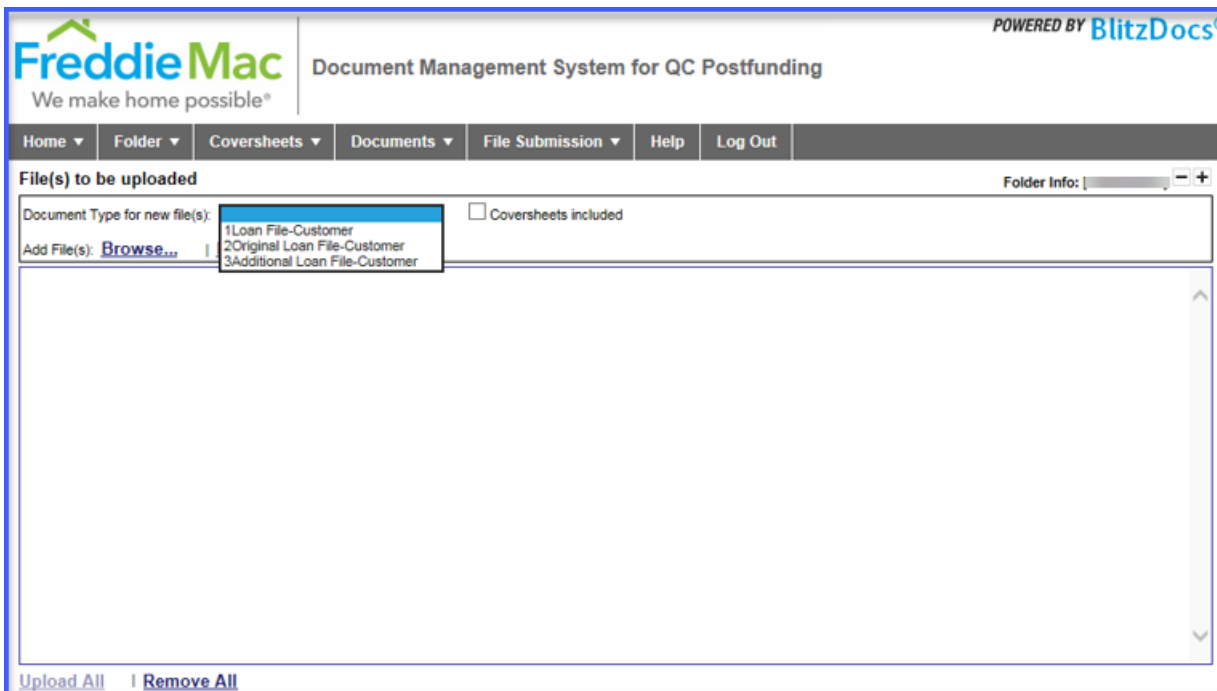 POWERED BY BlitzDocs®
Freddie Mac
We make home possible®
Document Management System for QC Postfunding
Home ▼ Folder ▼ Coversheets ▼ Documents ▼ File Submission ▼ Help Log Out
File(s) to be uploaded
Folder Info: [
Document Type for new file(s):
Coversheets included
1Loan File-Customer
2Original Loan File-Customer
3Additional Loan File-Customer
Add File(s): Browse... |
Upload All | Remove All